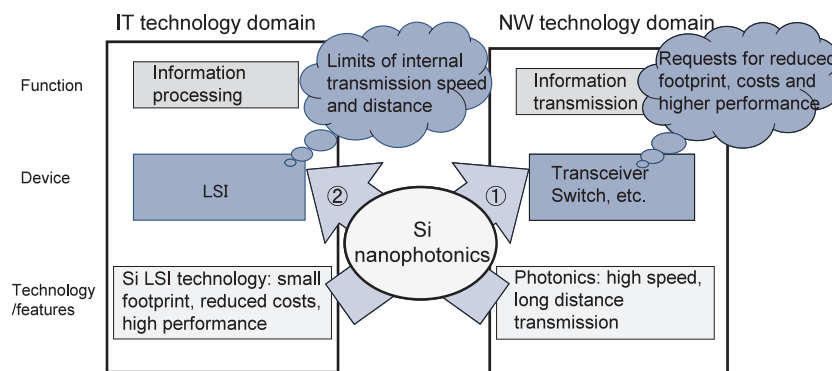 IT technology domain
NW technology domain
Function
Information
processing
Limits of internal
transmission speed
and distance
Information
transmission
Requests for reduced
footprint, costs and
higher performance
Device
LSI
②
①
Transceiver
Switch, etc.
Si
nanophotonics
Technology
/features
Si LSI technology: small
footprint, reduced costs,
high performance
Photonics: high speed,
long distance
transmission